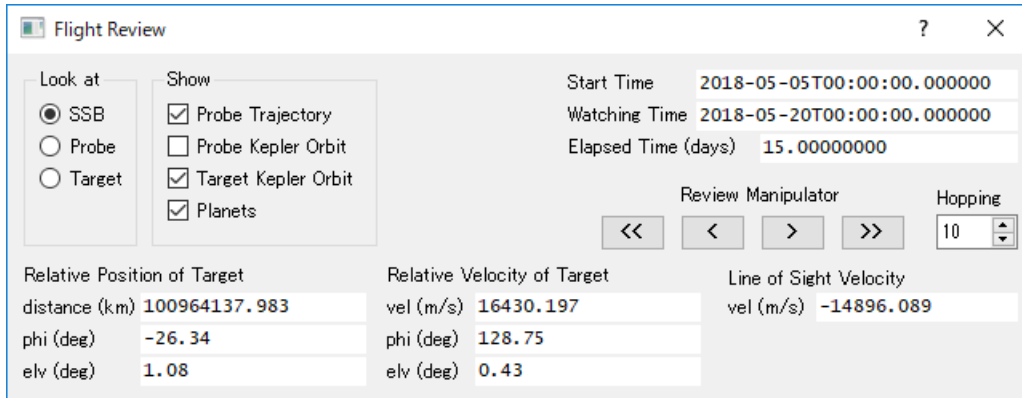 Flight Review ? ×
Look at
SSB
Probe
Target
Show
Probe Trajectory
Probe Kepler Orbit
Target Kepler Orbit
Planets
Start Time 2018-05-05T00:00:00.000000
Watching Time 2018-05-20T00:00:00.000000
Elapsed Time (days) 15.00000000
Review Manipulator
<< < > >>
Hopping
10
Relative Position of Target
distance (km) 100964137.983
phi (deg) -26.34
elv (deg) 1.08
Relative Velocity of Target
vel (m/s) 16430.197
phi (deg) 128.75
elv (deg) 0.43
Line of Sight Velocity
vel (m/s) -14896.089